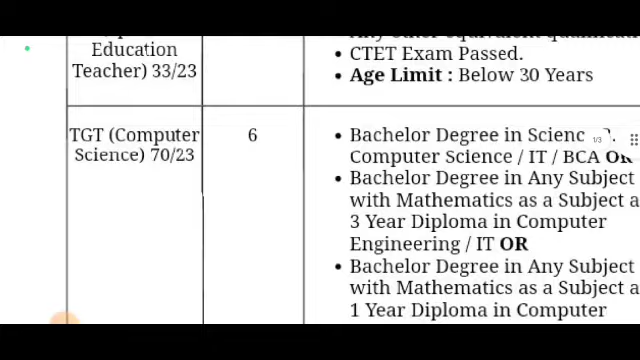 Education
Teacher) 33/23
• CTET Exam Passed.
• Age Limit : Below 30 Years
TGT (Computer
Science) 70/23
6
• Bachelor Degree in Scienc
1/3
Computer Science / IT / BCA OR
• Bachelor Degree in Any Subject
with Mathematics as a Subject a
3 Year Diploma in Computer
Engineering / IT OR
• Bachelor Degree in Any Subject
with Mathematics as a Subject a
1 Year Diploma in Computer